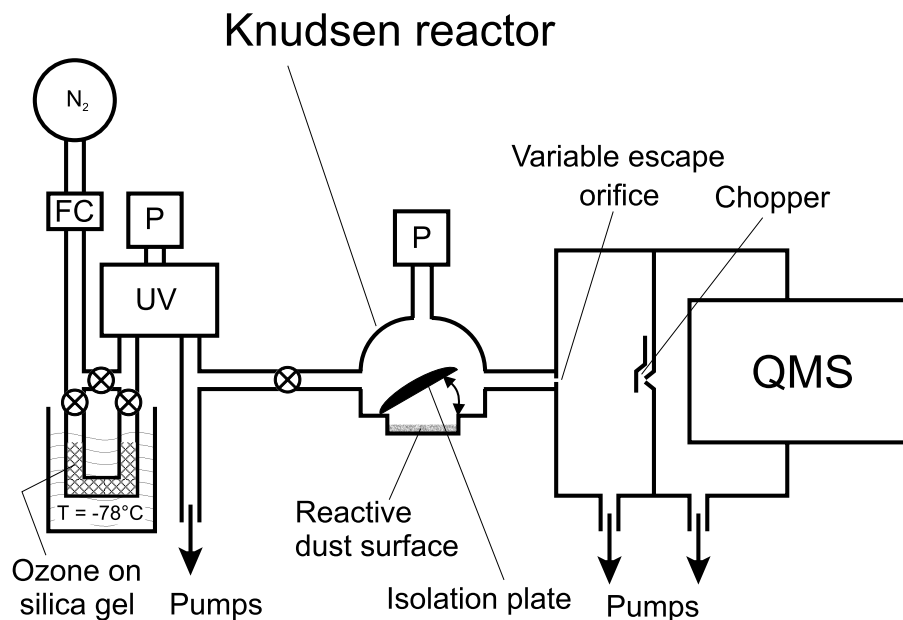 Knudsen reactor
N₂
Variable escape
orifice
Chopper
FC
P
P
UV
QMS
T = -78°C
Reactive
dust surface
Ozone on
silica gel
Isolation plate
Pumps
Pumps